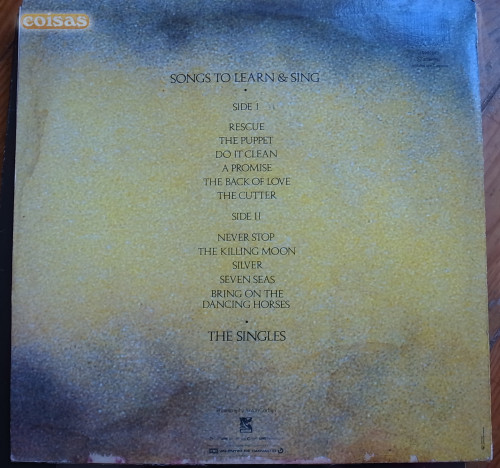 coisas
SONGS TO LEARN & SING
SIDE I
RESCUE
THE PUPPET
DO IT CLEAN
A PROMISE
THE BACK OF LOVE
THE CUTTER
SIDE II
NEVER STOP
THE KILLING MOON
SILVER
SEVEN SEAS
BRING ON THE
DANCING HORSES
THE SINGLES